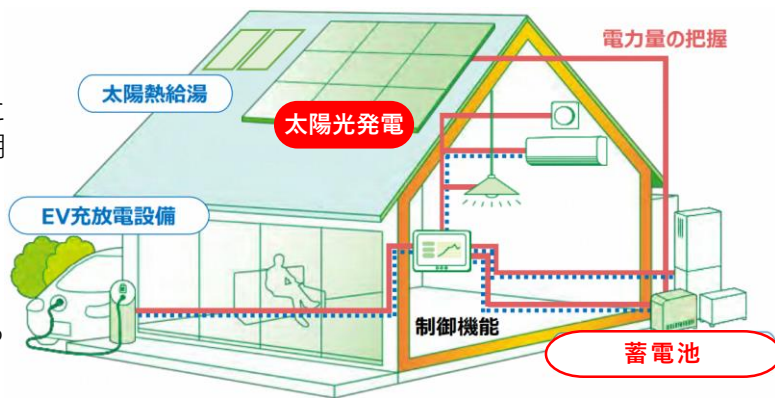 電力量の把握
太陽熱給湯
太陽光発電
EV充放電設備
制御機能
蓄電池